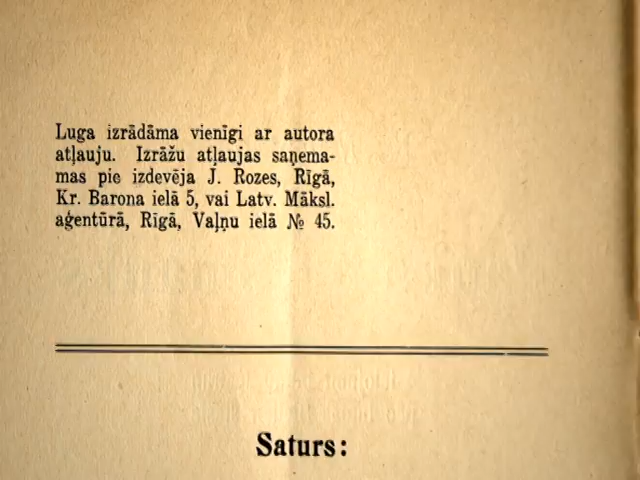 Luga izrādāma vienīgi ar autora
atļauju. Izrāžu atļaujas saņema-
mas pie izdevēja J. Rozes, Rīgā,
Kr. Barona ielā 5, vai Latv. Māksl.
aģentūrā, Rīgā, Vaļņu ielā № 45.
Saturs: